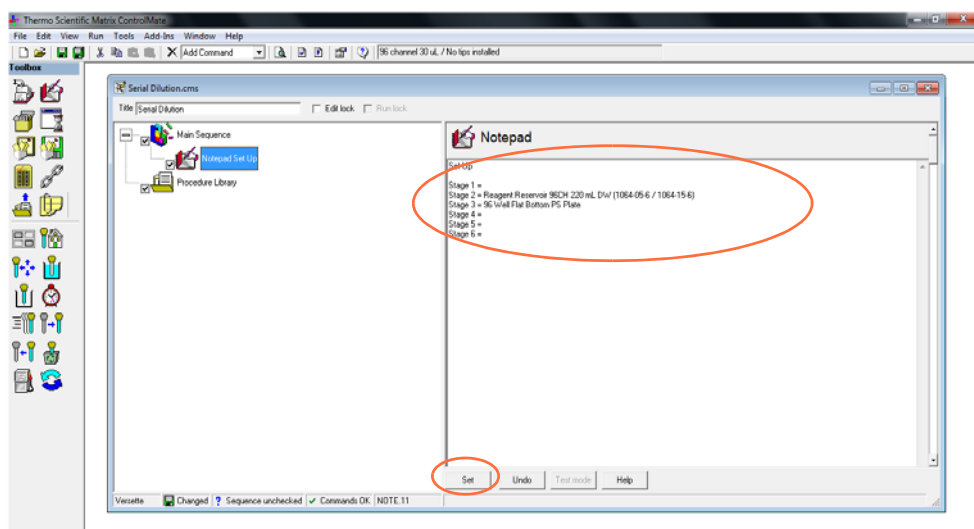 Thermo Scientific Matrix ControlMate
File Edit View Run Tools Add-Ins Window Help
Add Command
96 channel 30 uL / No tips installed
Toolbox
Serial Dilution.cms
Title Serial Dilution
Edit lock
Run lock
Main Sequence
Notepad Set Up
Procedure Library
Notepad
Set Up
Stage 1 =
Stage 2 = Reagent Reservoir 96CH 220 mL DW (1064-05-6 / 1064-15-6)
Stage 3 = 96 Well Flat Bottom PS Plate
Stage 4 =
Stage 5 =
Stage 6 =
Set Undo Test mode Help
Versette Changed ? Sequence unchecked Commands OK NOTE.11